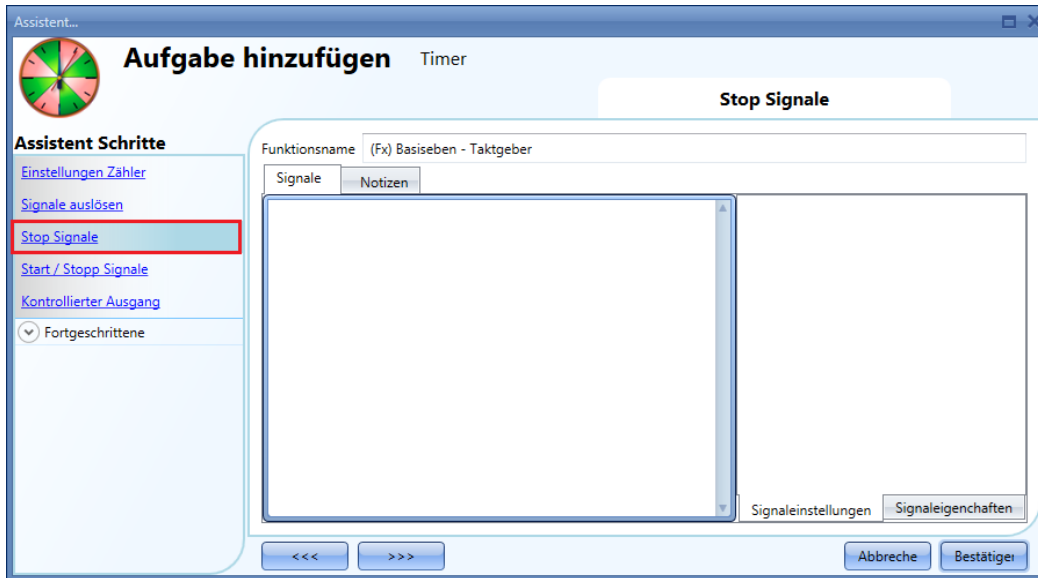 Assistent...
Aufgabe hinzufügen Timer
Stop Signale
Assistent Schritte
Einstellungen Zähler
Signale auslösen
Stop Signale
Start / Stopp Signale
Kontrollierter Ausgang
Fortgeschrittene
Funktionsname (Fx) Basiseben - Taktgeber
Signale Notizen
Signaleinstellungen Signaleigenschaften
<<< >>> Abbreche Bestätiger